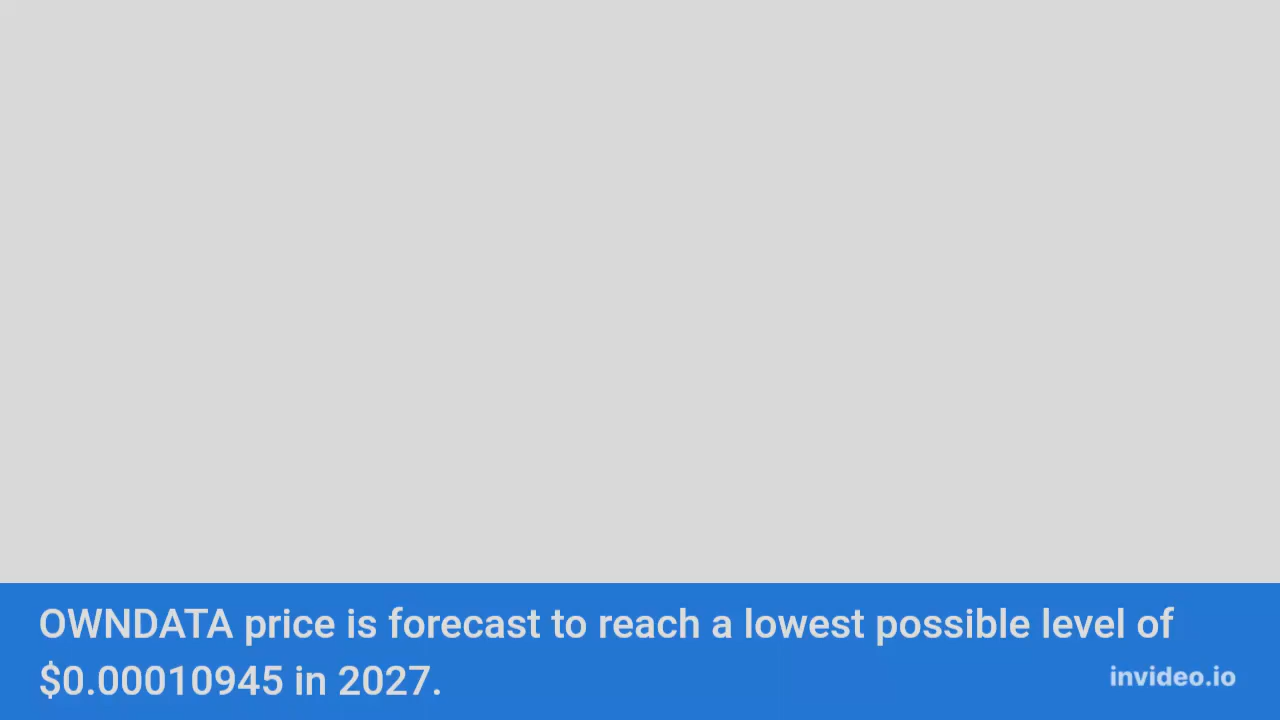 OWNDATA price is forecast to reach a lowest possible level of
$0.00010945 in 2027.
invideo.io